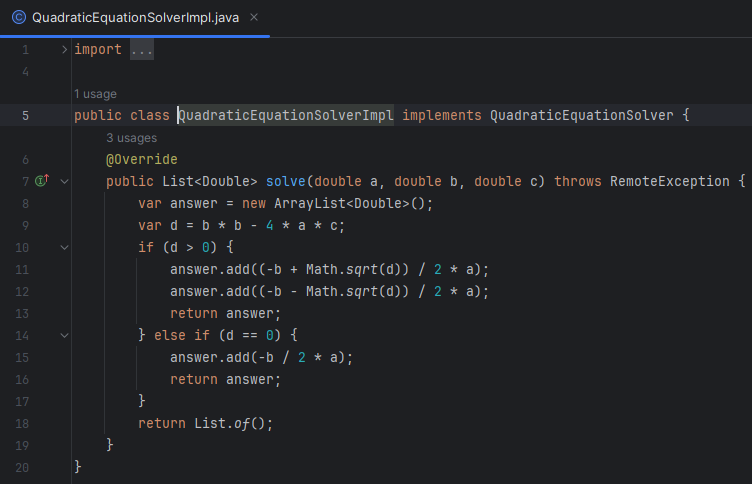 QuadraticEquationSolverImpl.java ×
1 import ...
4
1 usage
5 public class QuadraticEquationSolverImpl implements QuadraticEquationSolver {
3 usages
6 @Override
7 public List<Double> solve(double a, double b, double c) throws RemoteException {
8 var answer = new ArrayList<Double>();
9 var d = b * b - 4 * a * c;
10 if (d > 0) {
11 answer.add((-b + Math.sqrt(d)) / 2 * a);
12 answer.add((-b - Math.sqrt(d)) / 2 * a);
13 return answer;
14 } else if (d == 0) {
15 answer.add(-b / 2 * a);
16 return answer;
17 }
18 return List.of();
19 }
20 }